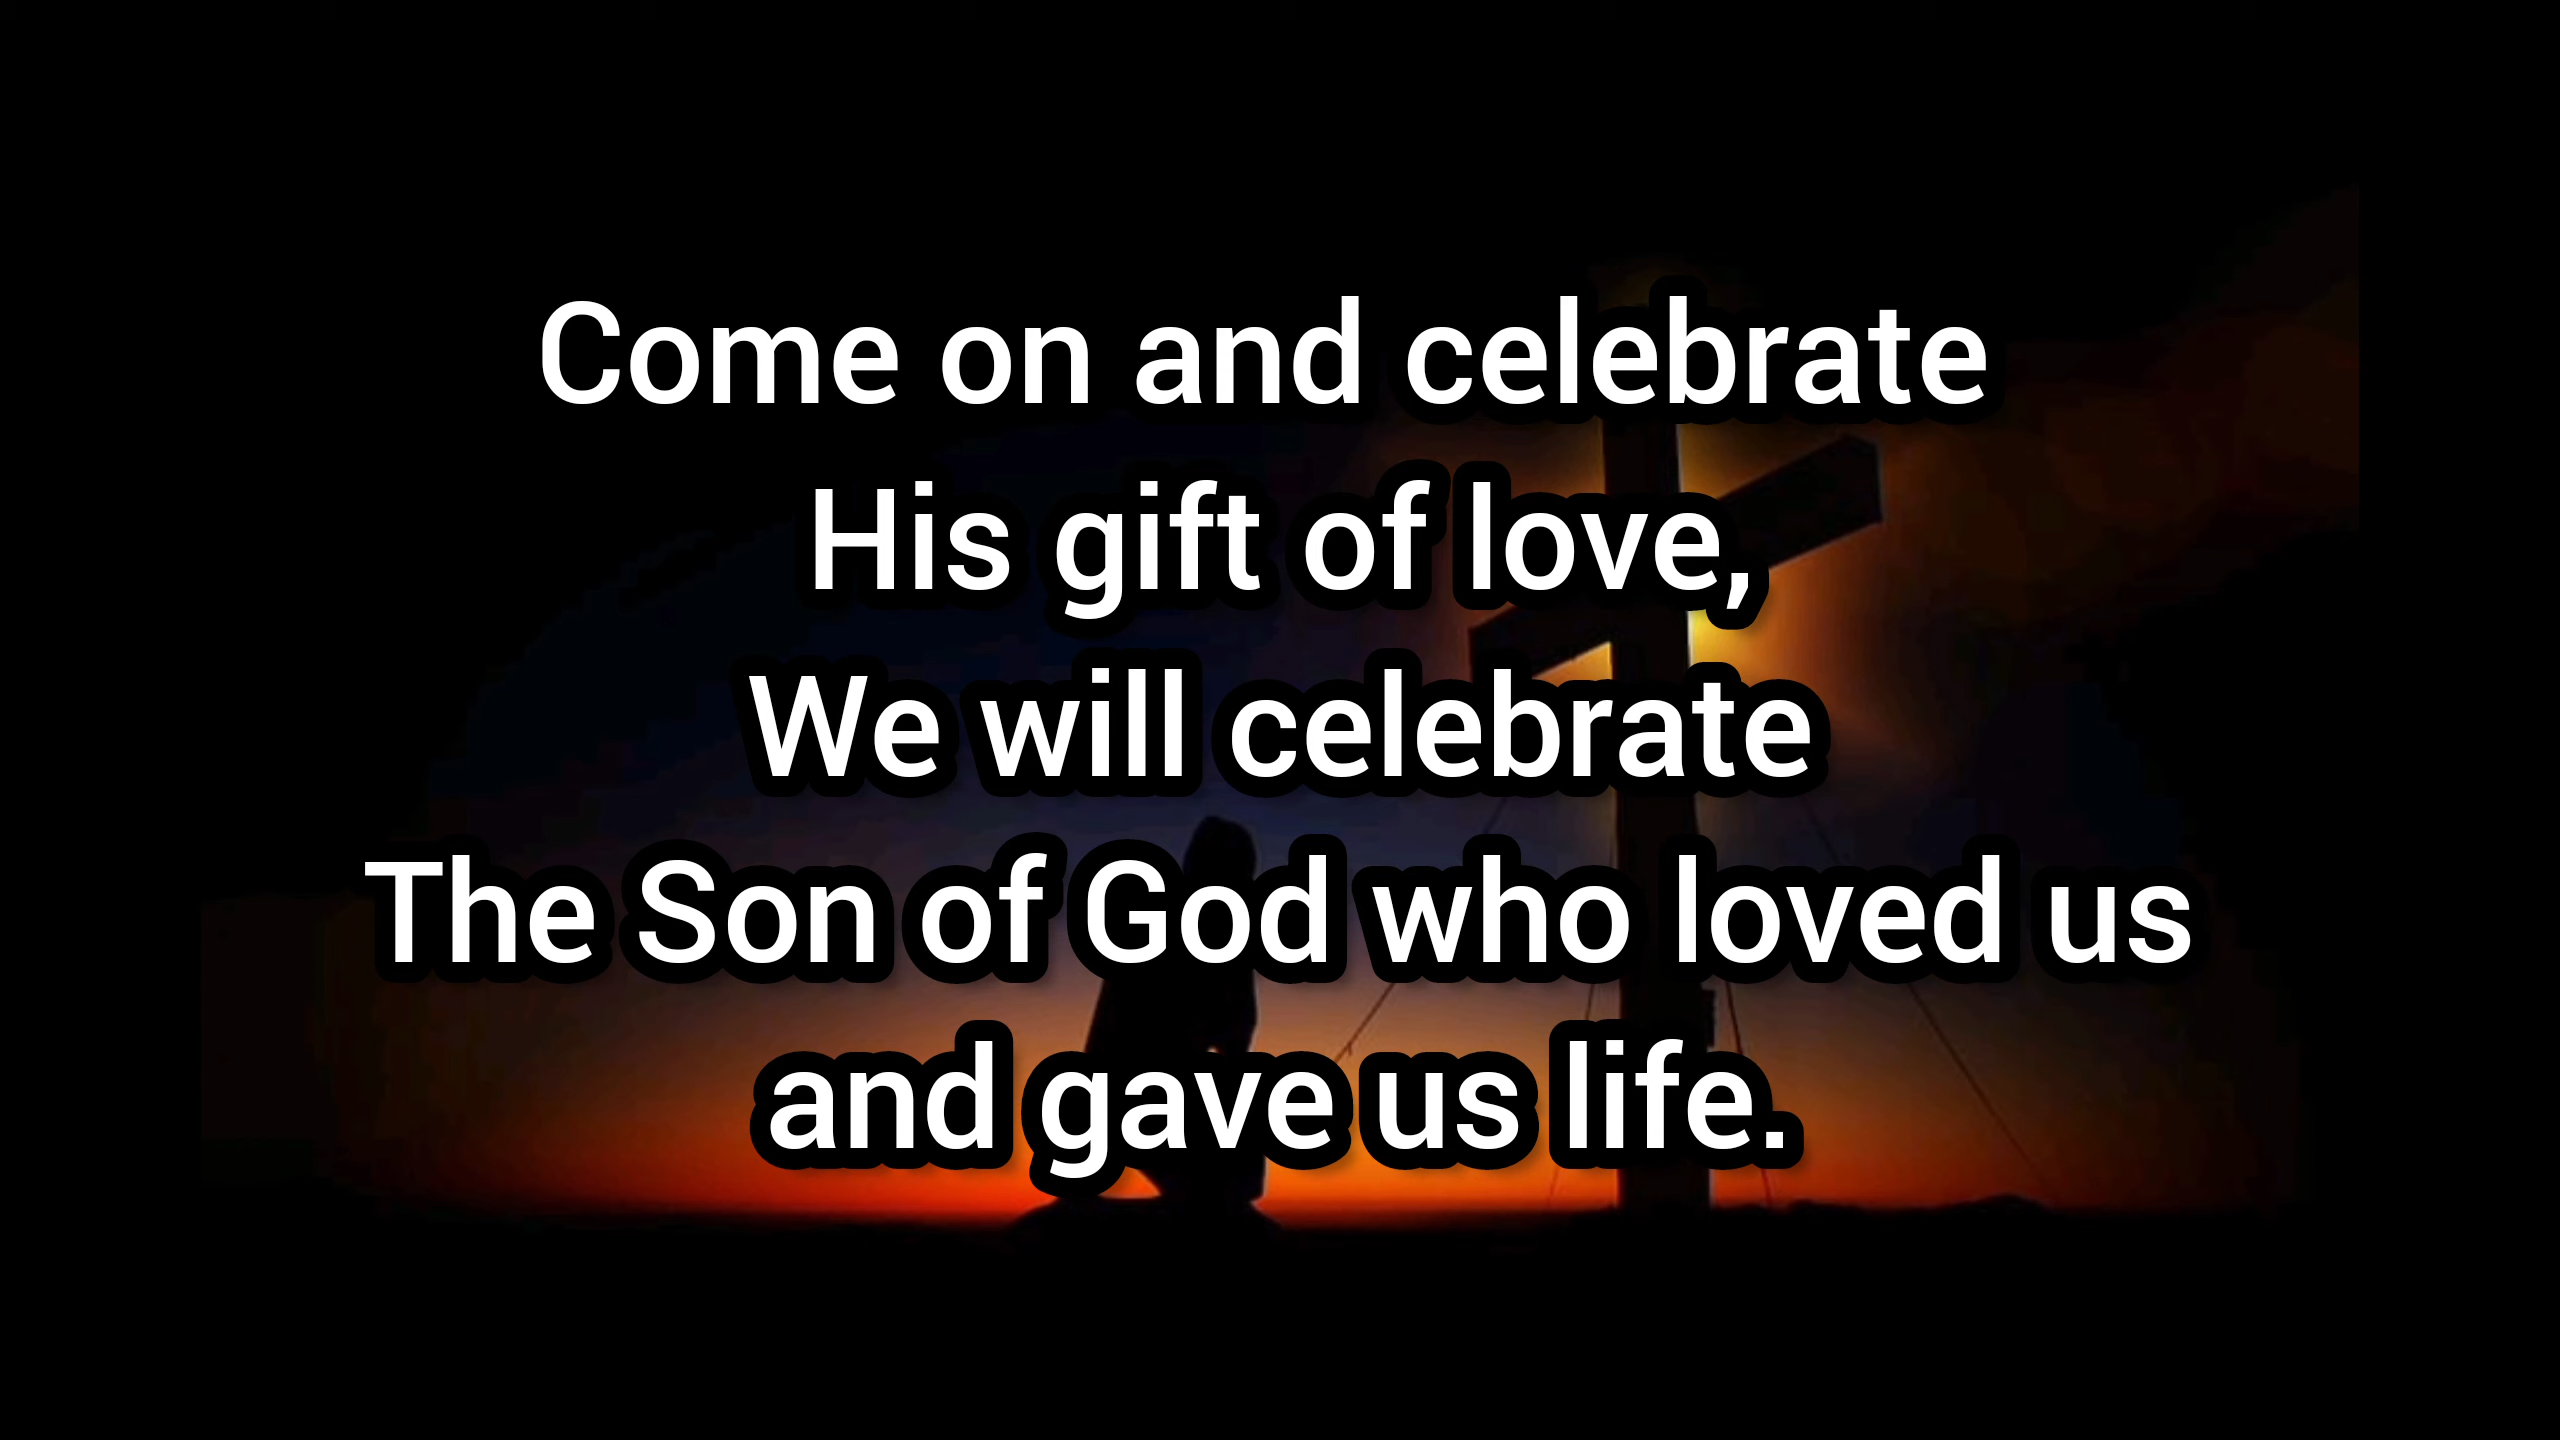 Come on and celebrate
His gift of love,
We will celebrate
The Son of God who loved us
and gave us life.